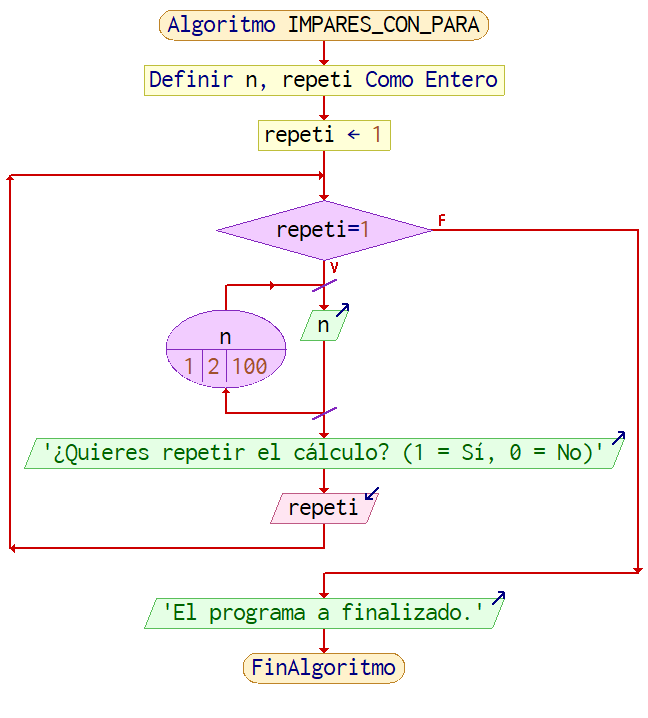 Algoritmo IMPARES_CON_PARA
Definir n, repeti Como Entero
repeti ← 1
repeti=1
F
V
n
n
1 2 100
'¿Quieres repetir el cálculo? (1 = Sí, 0 = No)'
repeti
'El programa a finalizado.'
FinAlgoritmo